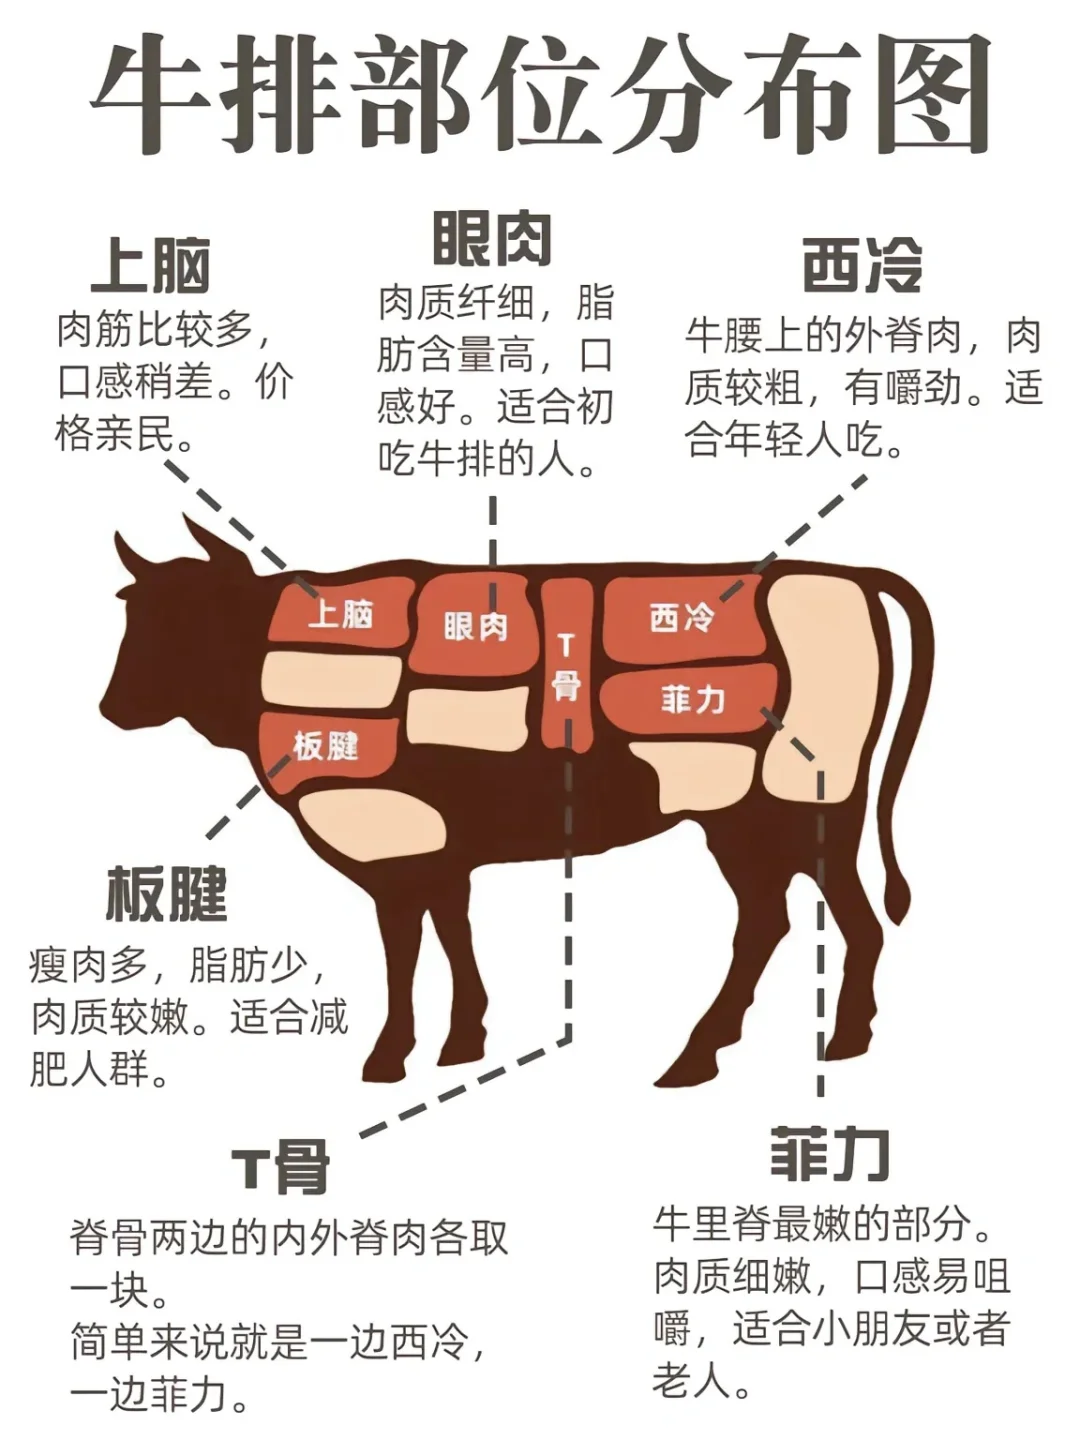 牛排部位分布图
上脑
肉筋比较多，
口感稍差。价
格亲民。
眼肉
肉质纤细，脂
肪含量高，口
感好。适合初
吃牛排的人。
西冷
牛腰上的外脊肉，肉
质较粗，有嚼劲。适
合年轻人吃。
上脑
眼肉
T
骨
西冷
菲力
板腱
板腱
瘦肉多，脂肪少，
肉质较嫩。适合减
肥人群。
T骨
脊骨两边的内外脊肉各取
一块。
简单来说就是一边西冷，
一边菲力。
菲力
牛里脊最嫩的部分。
肉质细嫩，口感易咀
嚼，适合小朋友或者
老人。